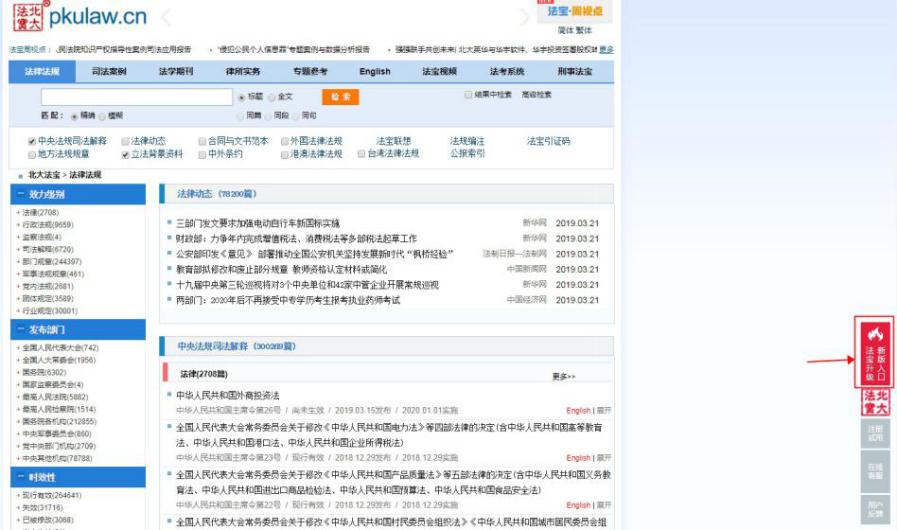 法北寶大 pkulaw.cn
法宝·周视点
简体 繁体
法宝周视点： 人民法院知识产权指导性案例司法应用报告 · “侵犯公民个人信息罪”专题案例与数据分析报告 · 强强联手共创未来| 北大英华与华宇软件、华宇投资签署股权转 更多
法律法规 司法案例 法学期刊 律所实务 专题参考 English 法宝视频 法考系统 刑事法宝
标题 全文 检索 结果中检索 高级检索
匹配： 精确 模糊 同篇 同段 同句
中央法规司法解释 法律动态 合同与文书范本 外国法律法规 法宝联想 法规编注 法宝引证码
地方法规规章 立法背景资料 中外条约 港澳法律法规 台湾法律法规 公报索引
北大法宝 > 法律法规
效力级别
法律(2708)
行政法规(9659)
监察法规(4)
司法解释(6720)
部门规章(244397)
军事法规规章(461)
党内法规(2681)
团体规定(3589)
行业规定(30001)
发布部门
全国人民代表大会(742)
全国人大常委会(1956)
国务院(6302)
国家监察委员会(4)
最高人民法院(5882)
最高人民检察院(1514)
国务院各机构(212855)
中央军事委员会(860)
党中央部门机构(2709)
中央其他机构(78788)
时效性
现行有效(264641)
失效(31716)
已被修改(3068)
法律动态 (78200篇)
三部门发文要求加强电动自行车新国标实施 新华网 2019.03.21
财政部：力争年内完成增值税法、消费税法等多部税法起草工作 新华网 2019.03.21
公安部印发《意见》 部署推动全国公安机关坚持发展新时代“枫桥经验” 法制日报--法制网 2019.03.21
教育部拟修改和废止部分规章 教师资格认定材料或简化 中国新闻网 2019.03.21
十九届中央第三轮巡视将对3个中央单位和42家中管企业开展常规巡视 新华网 2019.03.21
两部门：2020年后不再接受中专学历考生报考执业药师考试 中国经济网 2019.03.21
中央法规司法解释 (300289篇)
法律(2708篇) 更多>>
中华人民共和国外商投资法
中华人民共和国主席令第26号 / 尚未生效 / 2019.03.15发布 / 2020.01.01实施 English | 展开
全国人民代表大会常务委员会关于修改《中华人民共和国电力法》等四部法律的决定(含中华人民共和国高等教育
法、中华人民共和国港口法、中华人民共和国企业所得税法)
中华人民共和国主席令第23号 / 现行有效 / 2018.12.29发布 / 2018.12.29实施 English | 展开
全国人民代表大会常务委员会关于修改《中华人民共和国产品质量法》等五部法律的决定(含中华人民共和国义务教
育法、中华人民共和国进出口商品检验法、中华人民共和国预算法、中华人民共和国食品安全法)
中华人民共和国主席令第22号 / 现行有效 / 2018.12.29发布 / 2018.12.29实施 English | 展开
全国人民代表大会常务委员会关于修改《中华人民共和国村民委员会组织法》《中华人民共和国城市居民委员会组
新版入口
法宝升级
法北寶大
注册
试用
在线
客服
用户
反馈